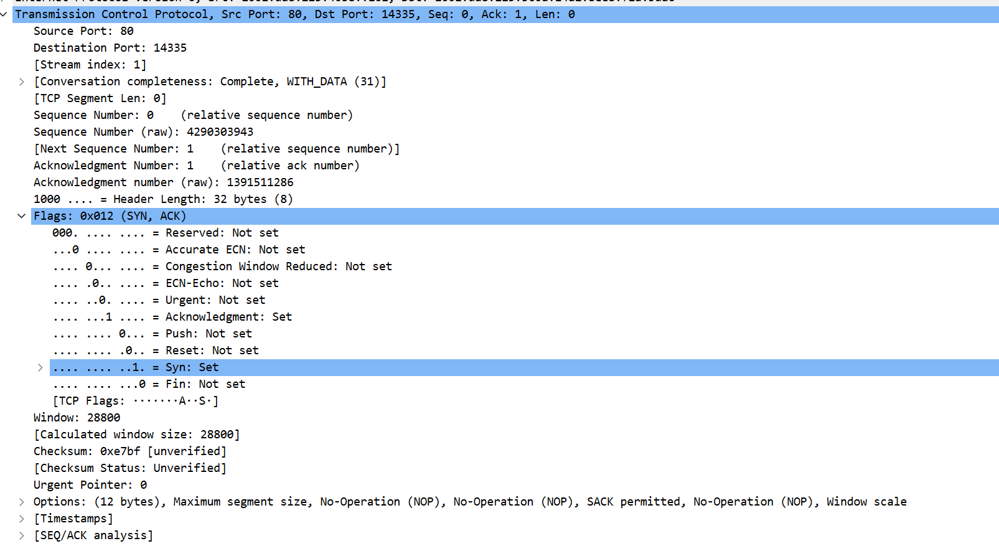 Transmission Control Protocol, Src Port: 80, Dst Port: 14335, Seq: 0, Ack: 1, Len: 0
Source Port: 80
Destination Port: 14335
[Stream index: 1]
[Conversation completeness: Complete, WITH_DATA (31)]
[TCP Segment Len: 0]
Sequence Number: 0    (relative sequence number)
Sequence Number (raw): 4290303943
[Next Sequence Number: 1    (relative sequence number)]
Acknowledgment Number: 1    (relative ack number)
Acknowledgment number (raw): 1391511286
1000 .... = Header Length: 32 bytes (8)
Flags: 0x012 (SYN, ACK)
000. .... .... = Reserved: Not set
...0 .... .... = Accurate ECN: Not set
.... 0... .... = Congestion Window Reduced: Not set
.... .0.. .... = ECN-Echo: Not set
.... ..0. .... = Urgent: Not set
.... ...1 .... = Acknowledgment: Set
.... .... 0... = Push: Not set
.... .... .0.. = Reset: Not set
.... .... ..1. = Syn: Set
.... .... ...0 = Fin: Not set
[TCP Flags: ·······A··S·]
Window: 28800
[Calculated window size: 28800]
Checksum: 0xe7bf [unverified]
[Checksum Status: Unverified]
Urgent Pointer: 0
Options: (12 bytes), Maximum segment size, No-Operation (NOP), No-Operation (NOP), SACK permitted, No-Operation (NOP), Window scale
[Timestamps]
[SEQ/ACK analysis]